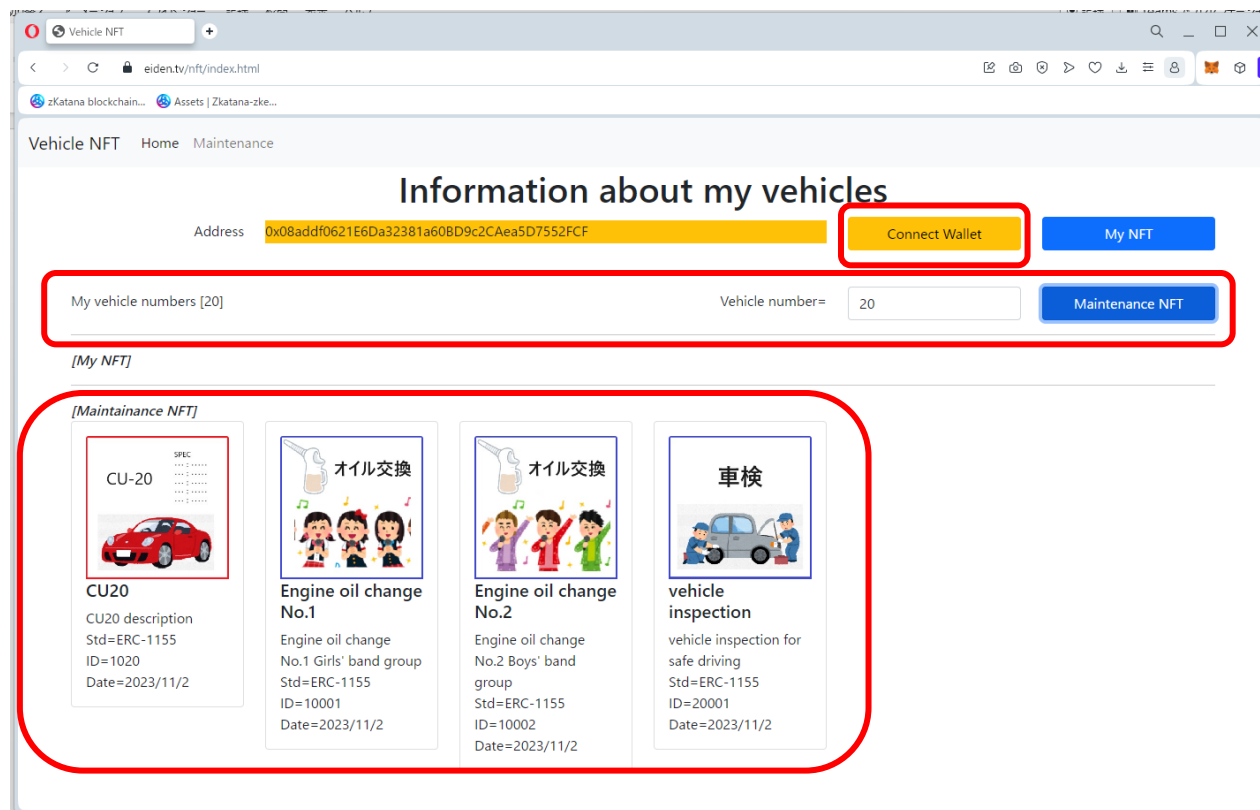 Vehicle NFT
eiden.tv/nft/index.html
zKatana blockchain... Assets | Zkatana-zke...
Vehicle NFT Home Maintenance
Information about my vehicles
Address 0x08addf0621E6Da32381a60BD9c2CAea5D7552FCF Connect Wallet My NFT
My vehicle numbers [20] Vehicle number= 20 Maintenance NFT
[My NFT]
[Maintainance NFT]
SPEC
CU-20
CU20
CU20 description
Std=ERC-1155
ID=1020
Date=2023/11/2
オイル交換
Engine oil change
No.1
Engine oil change
No.1 Girls' band group
Std=ERC-1155
ID=10001
Date=2023/11/2
オイル交換
Engine oil change
No.2
Engine oil change
No.2 Boys' band
group
Std=ERC-1155
ID=10002
Date=2023/11/2
車検
vehicle
inspection
vehicle inspection for
safe driving
Std=ERC-1155
ID=20001
Date=2023/11/2